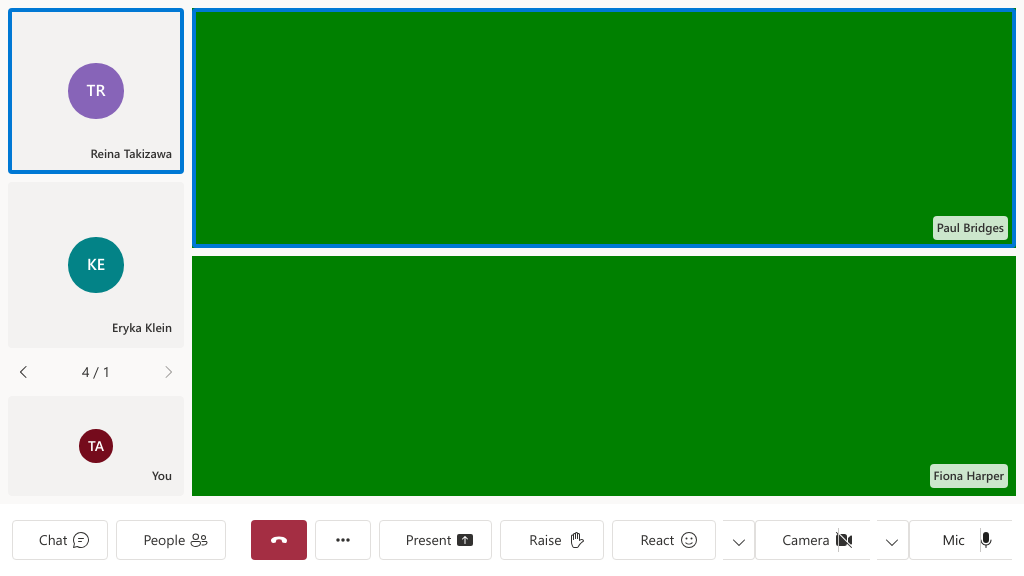 TR
Reina Takizawa
KE
Eryka Klein
4 / 1
TA
You
Paul Bridges
Fiona Harper
Chat People Present Raise React Camera Mic